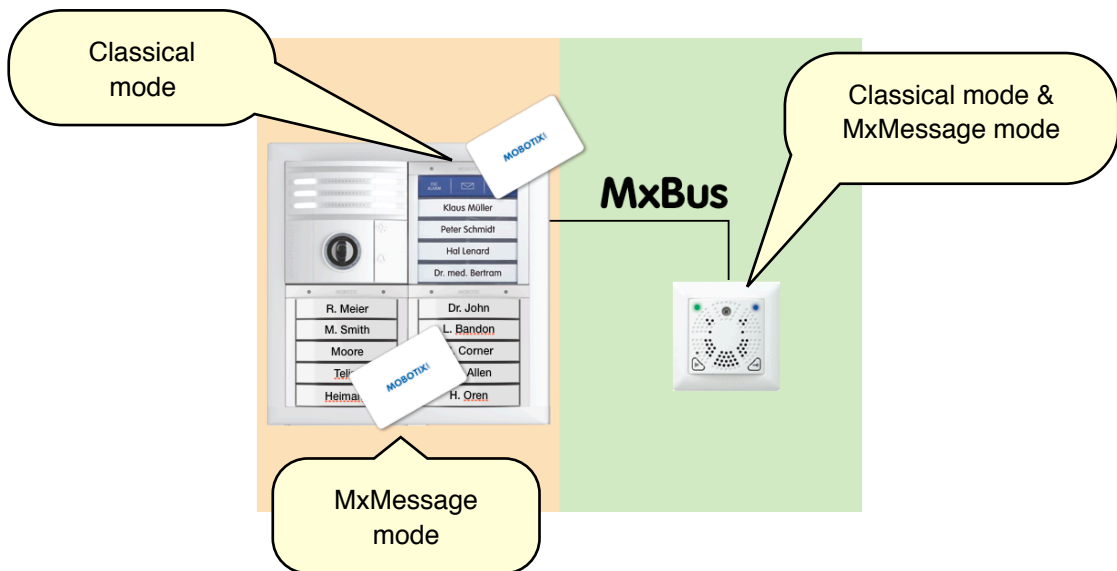 Classical
mode
Classical mode &
MxMessage mode
MOBOTIX
MxBus
Klaus Müller
Peter Schmidt
Hal Lenard
Dr. med. Bertram
R. Meier
Dr. John
M. Smith
L. Bandon
Moore
Corner
Allen
MOBOTIX
H. Oren
MxMessage
mode